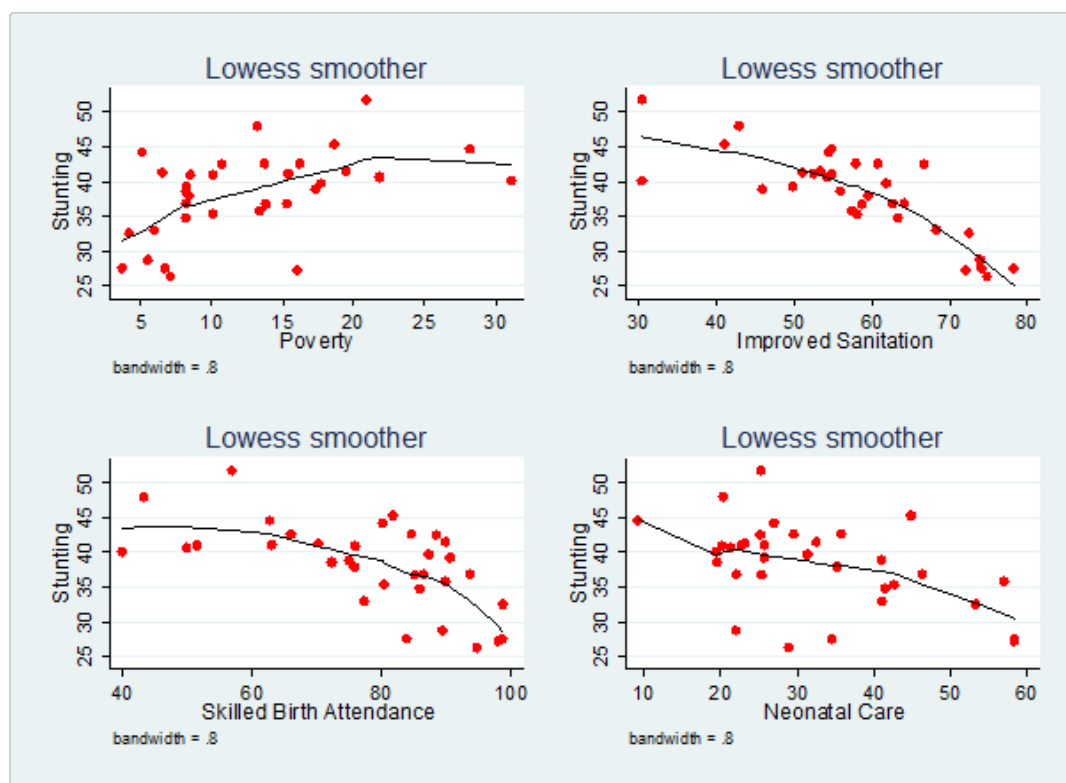 Lowess smoother
Stunting
50
45
40
35
30
25
5 10 15 20 25 30
Poverty
bandwidth = .8
Lowess smoother
Stunting
50
45
40
35
30
25
30 40 50 60 70 80
Improved Sanitation
bandwidth = .8
Lowess smoother
Stunting
50
45
40
35
30
25
40 60 80 100
Skilled Birth Attendance
bandwidth = .8
Lowess smoother
Stunting
50
45
40
35
30
25
10 20 30 40 50 60
Neonatal Care
bandwidth = .8